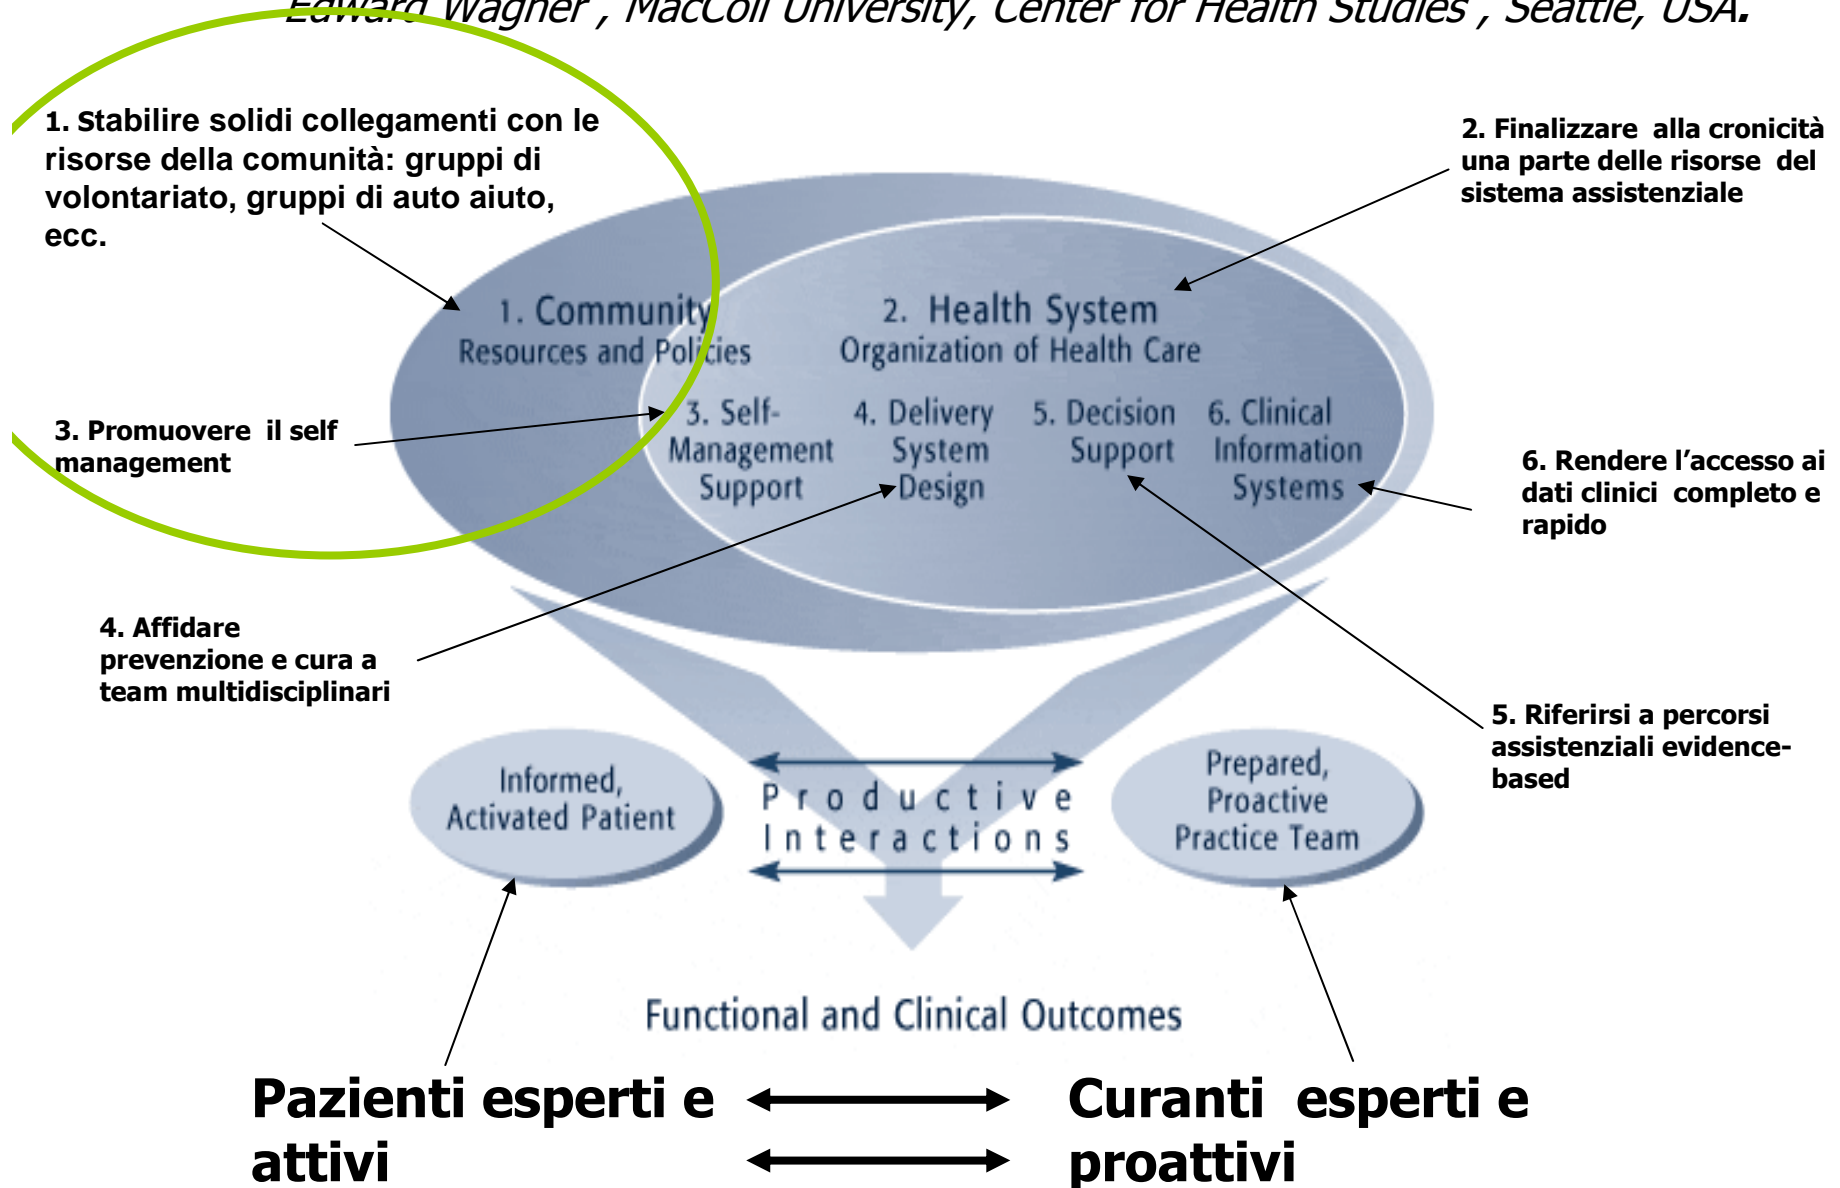 Edward Wagner , MacColl University, Center for Health Studies , Seattle, USA.
1. Stabilire solidi collegamenti con le
risorse della comunità: gruppi di
volontariato, gruppi di auto aiuto,
ecc.
2. Finalizzare alla cronicità
una parte delle risorse del
sistema assistenziale
1. Community
Resources and Policies
2. Health System
Organization of Health Care
3. Self-
Management
Support
4. Delivery
System
Design
5. Decision
Support
6. Clinical
Information
Systems
3. Promuovere il self
management
6. Rendere l’accesso ai
dati clinici completo e
rapido
4. Affidare
prevenzione e cura a
team multidisciplinari
5. Riferirsi a percorsi
assistenziali evidence-
based
Informed,
Activated Patient
Productive
Interactions
Prepared,
Proactive
Practice Team
Functional and Clinical Outcomes
Pazienti esperti e
attivi
Curanti esperti e
proattivi